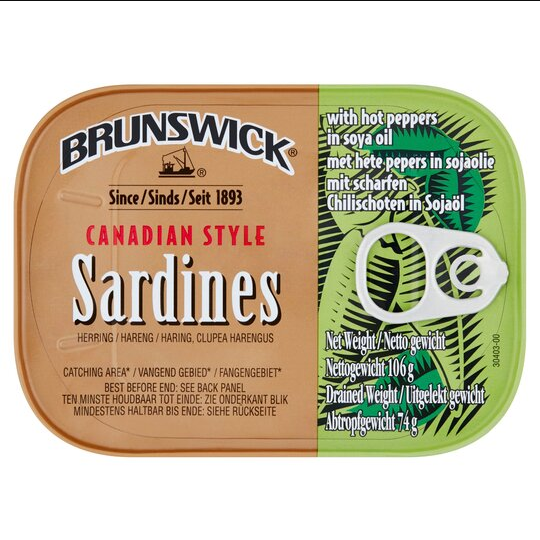 BRUNSWICK®
®
Since/Sinds/Seit 1893
CANADIAN STYLE
Sardines
HERRING / HARENG / HARING, CLUPEA HARENGUS
CATCHING AREA* / VANGEND GEBIED* / FANGENGEBIET*
BEST BEFORE END: SEE BACK PANEL
TEN MINSTE HOUDBAAR TOT EINDE: ZIE ONDERKANT BLIK
MINDESTENS HALTBAR BIS ENDE: SIEHE RÜCKSEITE
with hot peppers
in soya oil
met hete pepers in sojaolie
mit scharfen
Chilischoten in Sojaöl
Net Weight/Netto gewicht
Nettogewicht 106 g
Drained Weight/Uitgelekt gewicht
Abtropfgewicht 74 g
30403-00